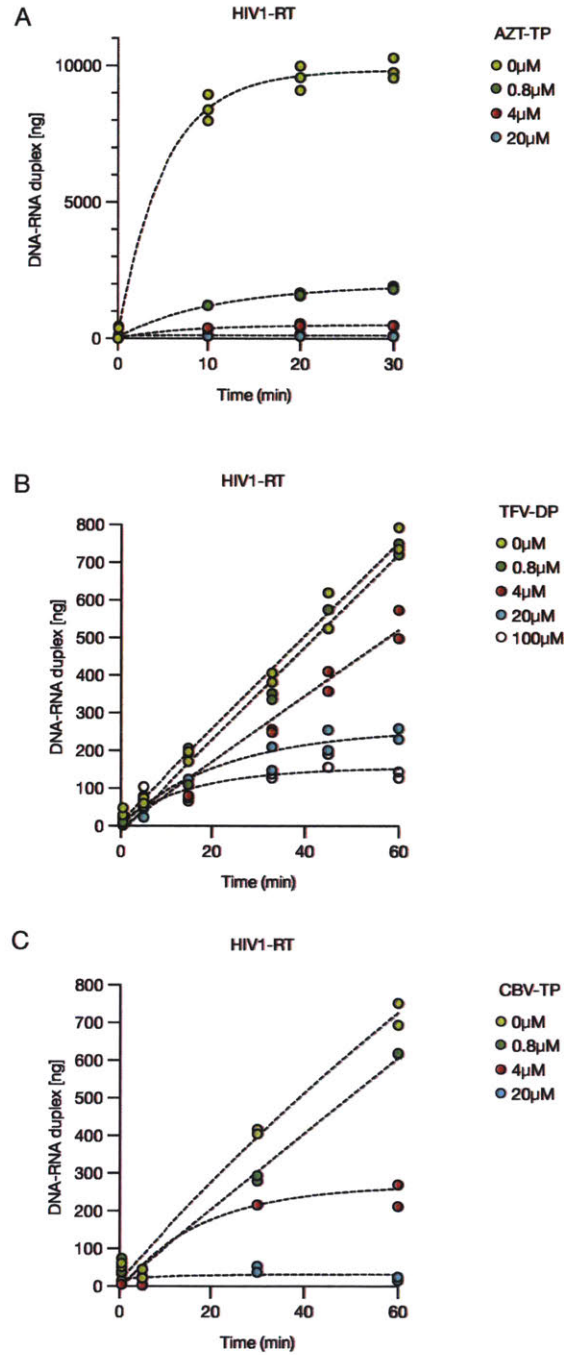 A
HIV1-RT
AZT-TP
0µM
0.8µM
4µM
20µM
DNA-RNA duplex [ng]
10000
5000
0
0 10 20 30
Time (min)
B
HIV1-RT
TFV-DP
0µM
0.8µM
4µM
20µM
100µM
DNA-RNA duplex [ng]
800
700
600
500
400
300
200
100
0
0 20 40 60
Time (min)
C
HIV1-RT
CBV-TP
0µM
0.8µM
4µM
20µM
DNA-RNA duplex [ng]
800
700
600
500
400
300
200
100
0
0 20 40 60
Time (min)